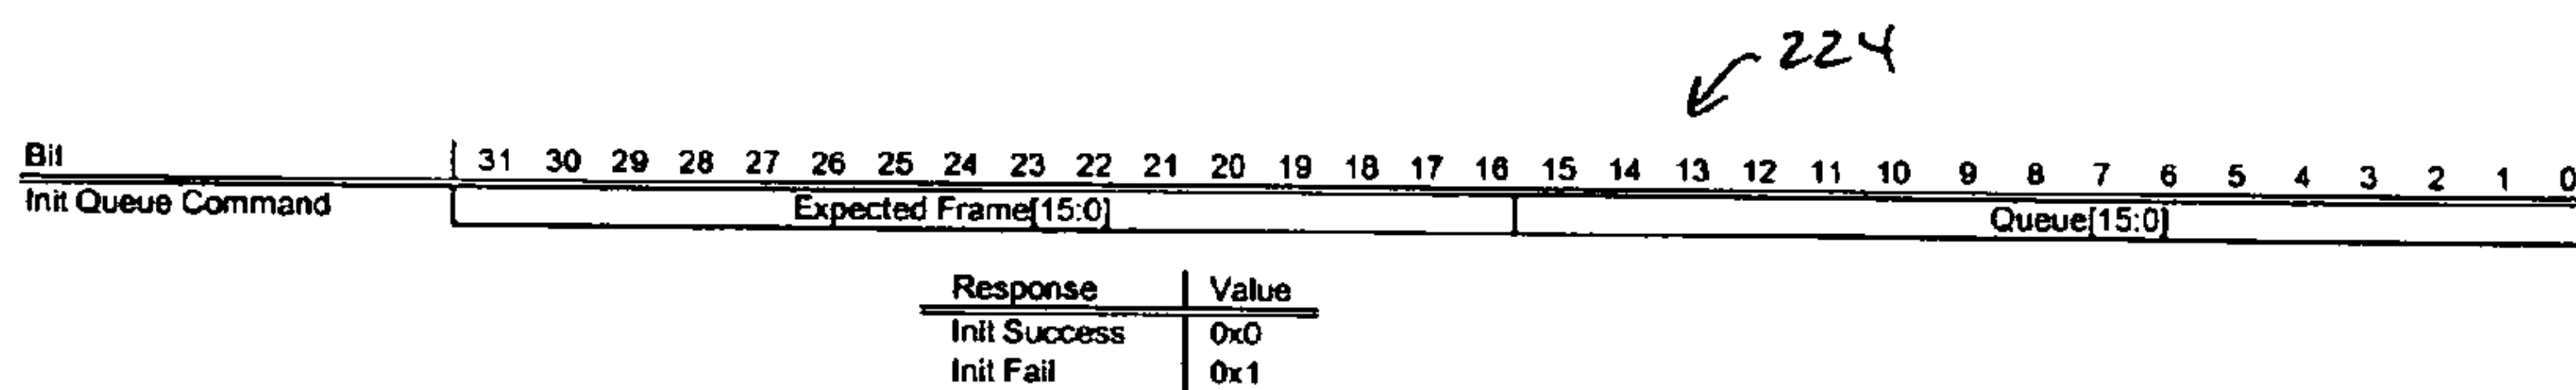 224
Bit 31 30 29 28 27 26 25 24 23 22 21 20 19 18 17 16 15 14 13 12 11 10 9 8 7 6 5 4 3 2 1 0
Init Queue Command Expected Frame[15:0] Queue[15:0]
Response Value
Init Success 0x0
Init Fail 0x1